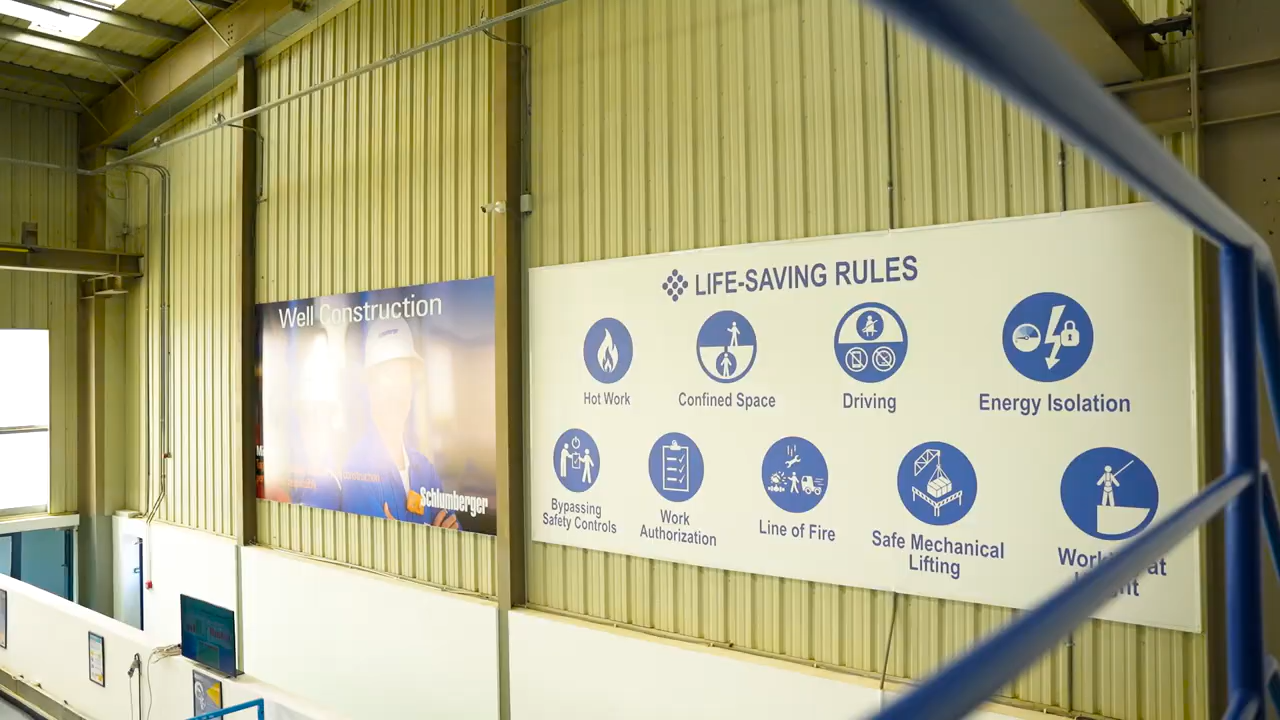 Well Construction
Schlumberger
LIFE-SAVING RULES
Hot Work
Confined Space
Driving
Energy Isolation
Bypassing
Safety Controls
Work
Authorization
Line of Fire
Safe Mechanical
Lifting
at